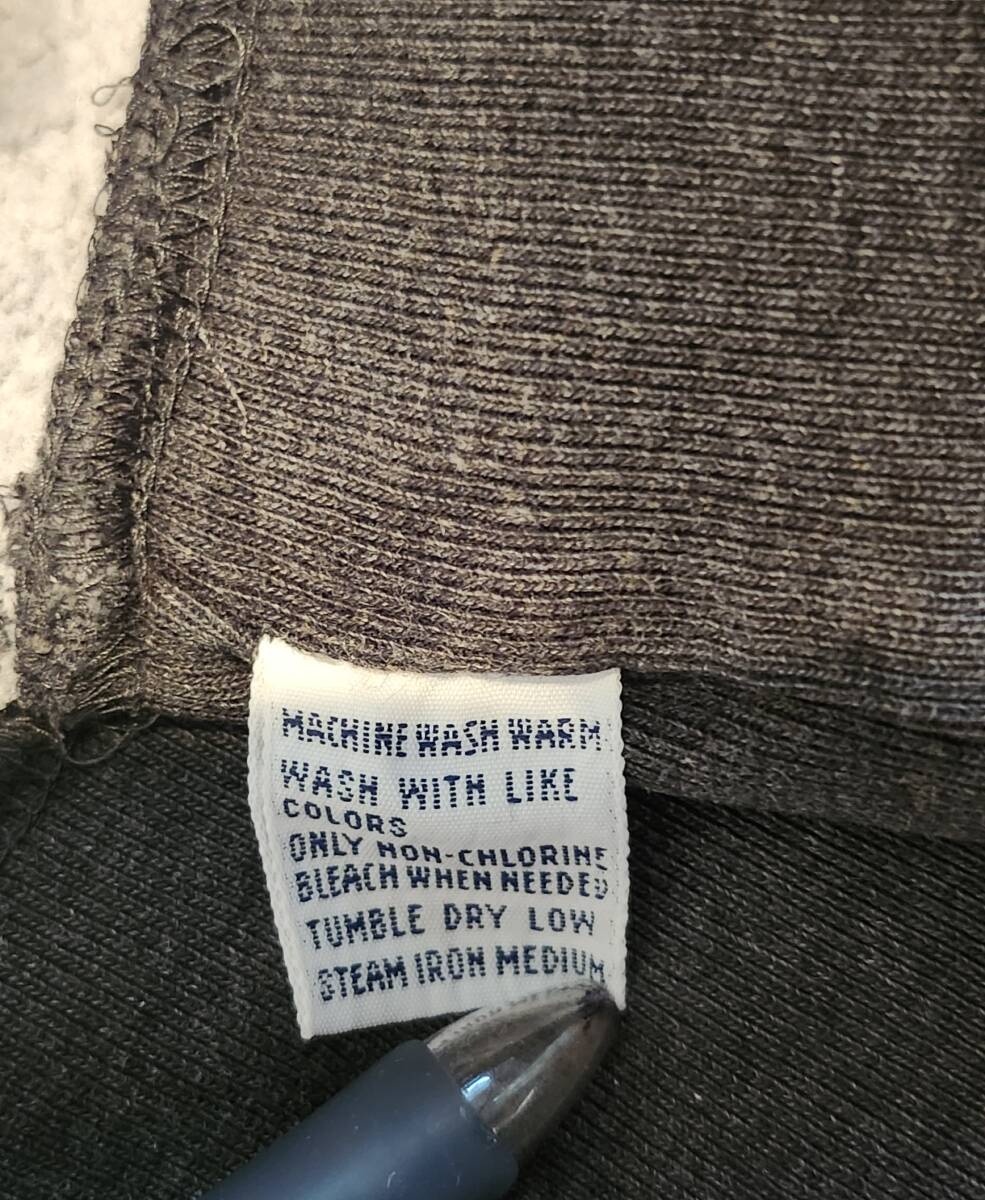 MACHINE WASH WARM
WASH WITH LIKE
COLORS
ONLY NON-CHLORINE
BLEACH WHEN NEEDED
TUMBLE DRY LOW
STEAM IRON MEDIUM